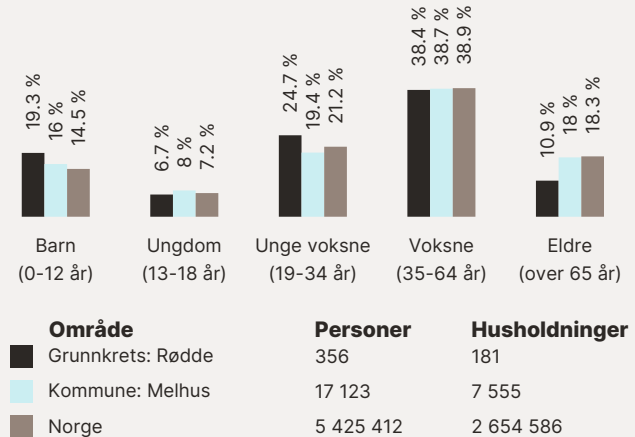 19.3 %
16 %
14.5 %
6.7 %
8 %
7.2 %
24.7 %
19.4 %
21.2 %
38.4 %
38.7 %
38.9 %
10.9 %
18 %
18.3 %
Barn
(0-12 år)
Ungdom
(13-18 år)
Unge voksne
(19-34 år)
Voksne
(35-64 år)
Eldre
(over 65 år)
Område Personer Husholdninger
Grunnkrets: Rødde 356 181
Kommune: Melhus 17 123 7 555
Norge 5 425 412 2 654 586